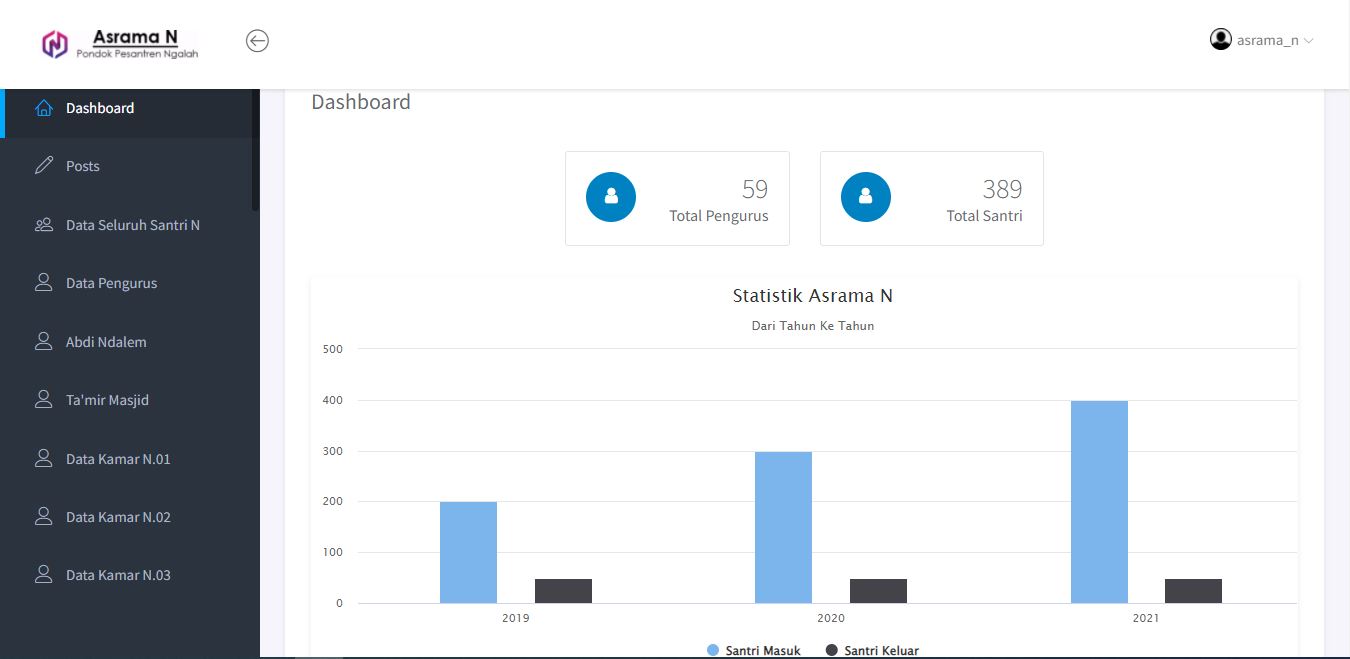 Asrama N
Pondok Pesantren Ngalah
asrama_n
Dashboard
Posts
Data Seluruh Santri N
Data Pengurus
Abdi Ndalem
Ta'mir Masjid
Data Kamar N.01
Data Kamar N.02
Data Kamar N.03
Dashboard
59
Total Pengurus
389
Total Santri
Statistik Asrama N
Dari Tahun Ke Tahun
500
400
300
200
100
0
2019 2020 2021
Santri Masuk Santri Keluar